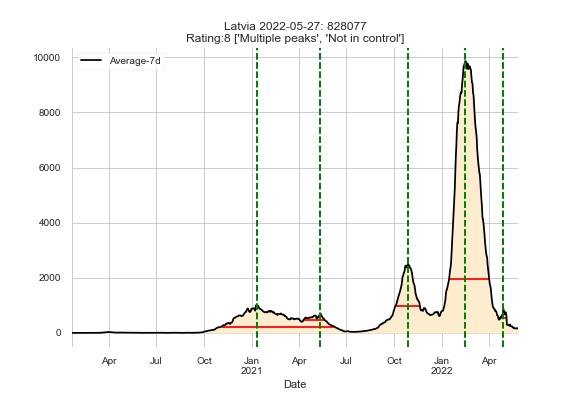 Latvia 2022-05-27: 828077
Rating:8 ['Multiple peaks', 'Not in control']
Average-7d
10000
8000
6000
4000
2000
0
Apr Jul Oct Jan Apr Jul Oct Jan Apr
2021 2022
Date